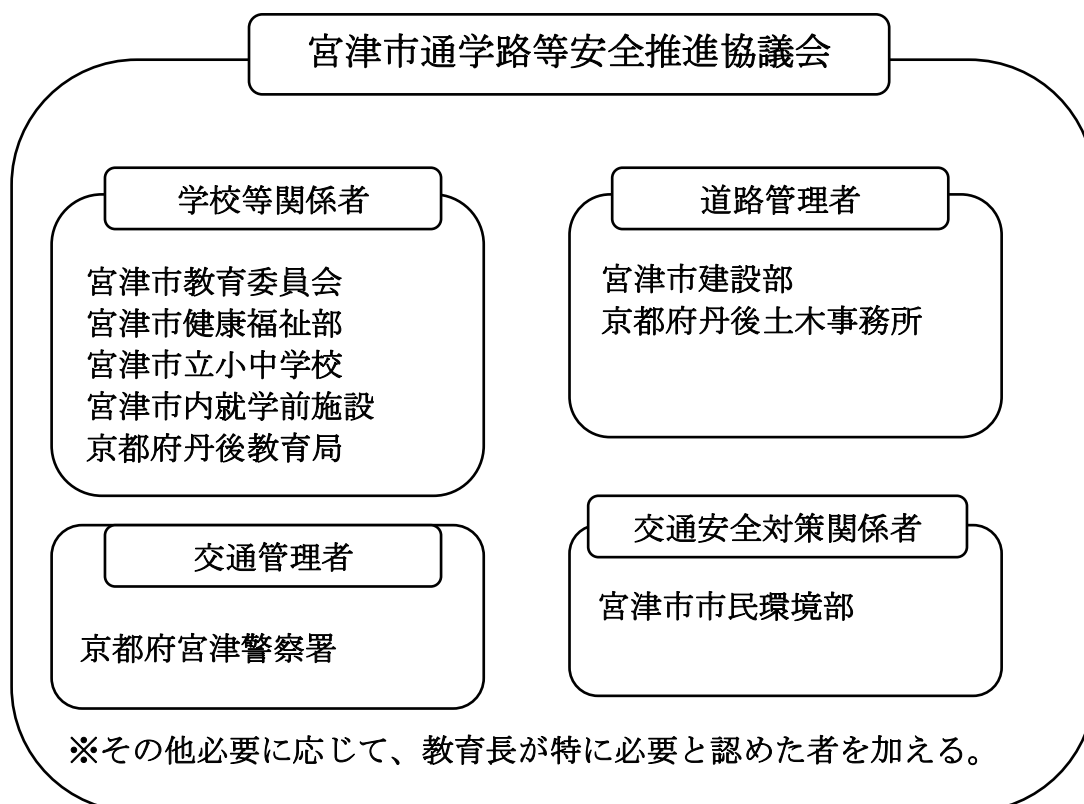 宮津市通学路等安全推進協議会
学校等関係者
宮津市教育委員会
宮津市健康福祉部
宮津市立小中学校
宮津市内就学前施設
京都府丹後教育局
道路管理者
宮津市建設部
京都府丹後土木事務所
交通管理者
京都府宮津警察署
交通安全対策関係者
宮津市市民環境部
※その他必要に応じて、教育長が特に必要と認めた者を加える。